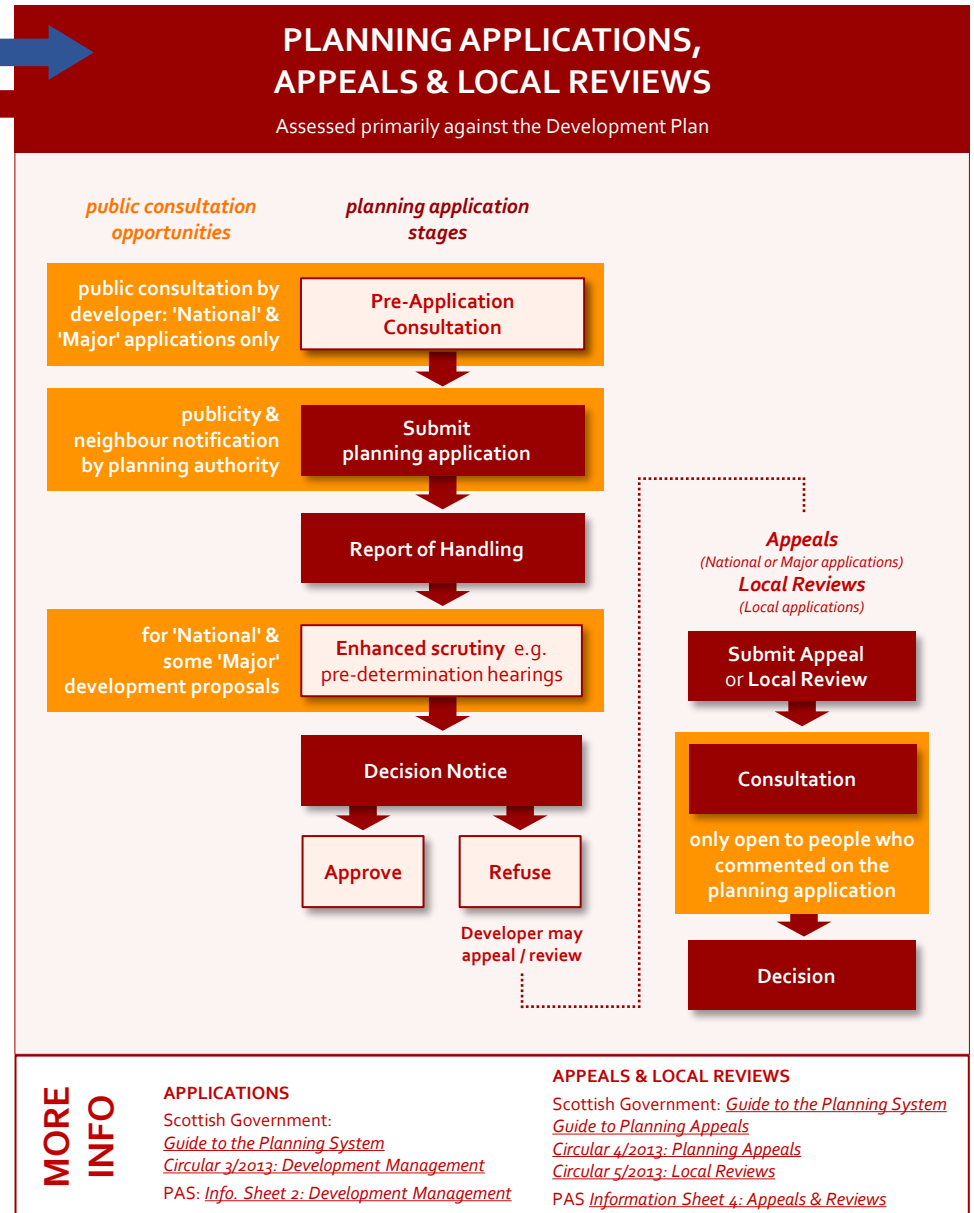 PLANNING APPLICATIONS,
APPEALS & LOCAL REVIEWS
Assessed primarily against the Development Plan
public consultation
opportunities
planning application
stages
public consultation by
developer: 'National' &
'Major' applications only
Pre-Application
Consultation
publicity &
neighbour notification
by planning authority
Submit
planning application
Report of Handling
for 'National' &
some 'Major'
development proposals
Enhanced scrutiny e.g.
pre-determination hearings
Decision Notice
Approve
Refuse
Developer may
appeal / review
Appeals
(National or Major applications)
Local Reviews
(Local applications)
Submit Appeal
or Local Review
Consultation
only open to people who
commented on the
planning application
Decision
MORE
INFO
APPLICATIONS
Scottish Government:
Guide to the Planning System
Circular 3/2013: Development Management
PAS: Info. Sheet 2: Development Management
APPEALS & LOCAL REVIEWS
Scottish Government: Guide to the Planning System
Guide to Planning Appeals
Circular 4/2013: Planning Appeals
Circular 5/2013: Local Reviews
PAS Information Sheet 4: Appeals & Reviews